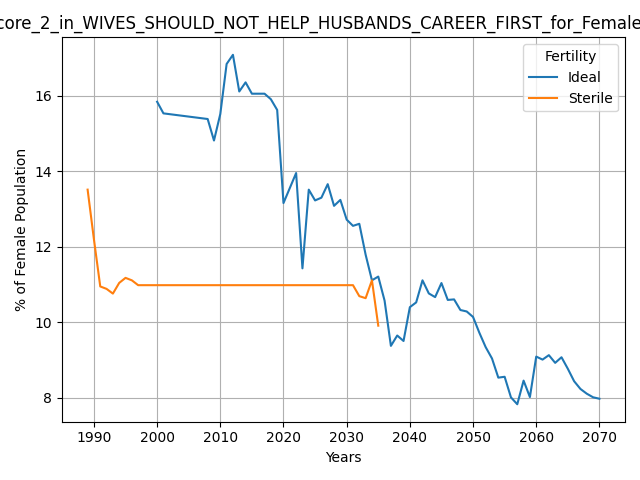 core_2_in_WIVES_SHOULD_NOT_HELP_HUSBANDS_CAREER_FIRST_for_Female
Fertility
Ideal
Sterile
% of Female Population
16
14
12
10
8
1990
2000
2010
2020
2030
2040
2050
2060
2070
Years